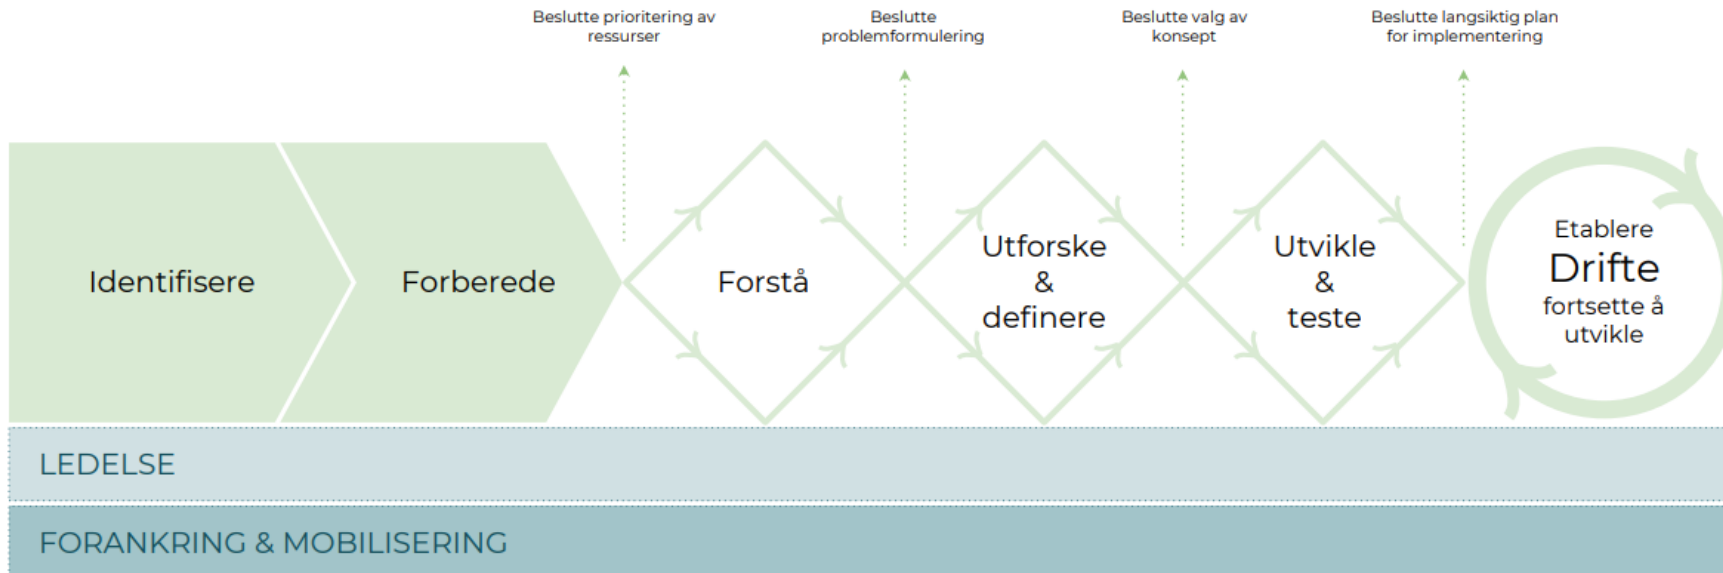 Beslutte prioritering av
ressurser
Beslutte
problemformulering
Beslutte valg av
konsept
Beslutte langsiktig plan
for implementering
Identifisere
Forberede
Forstå
Utforske
&
definere
Utvikle
&
teste
Etablere
Drifte
fortsette å
utvikle
LEDELSE
FORANKRING & MOBILISERING